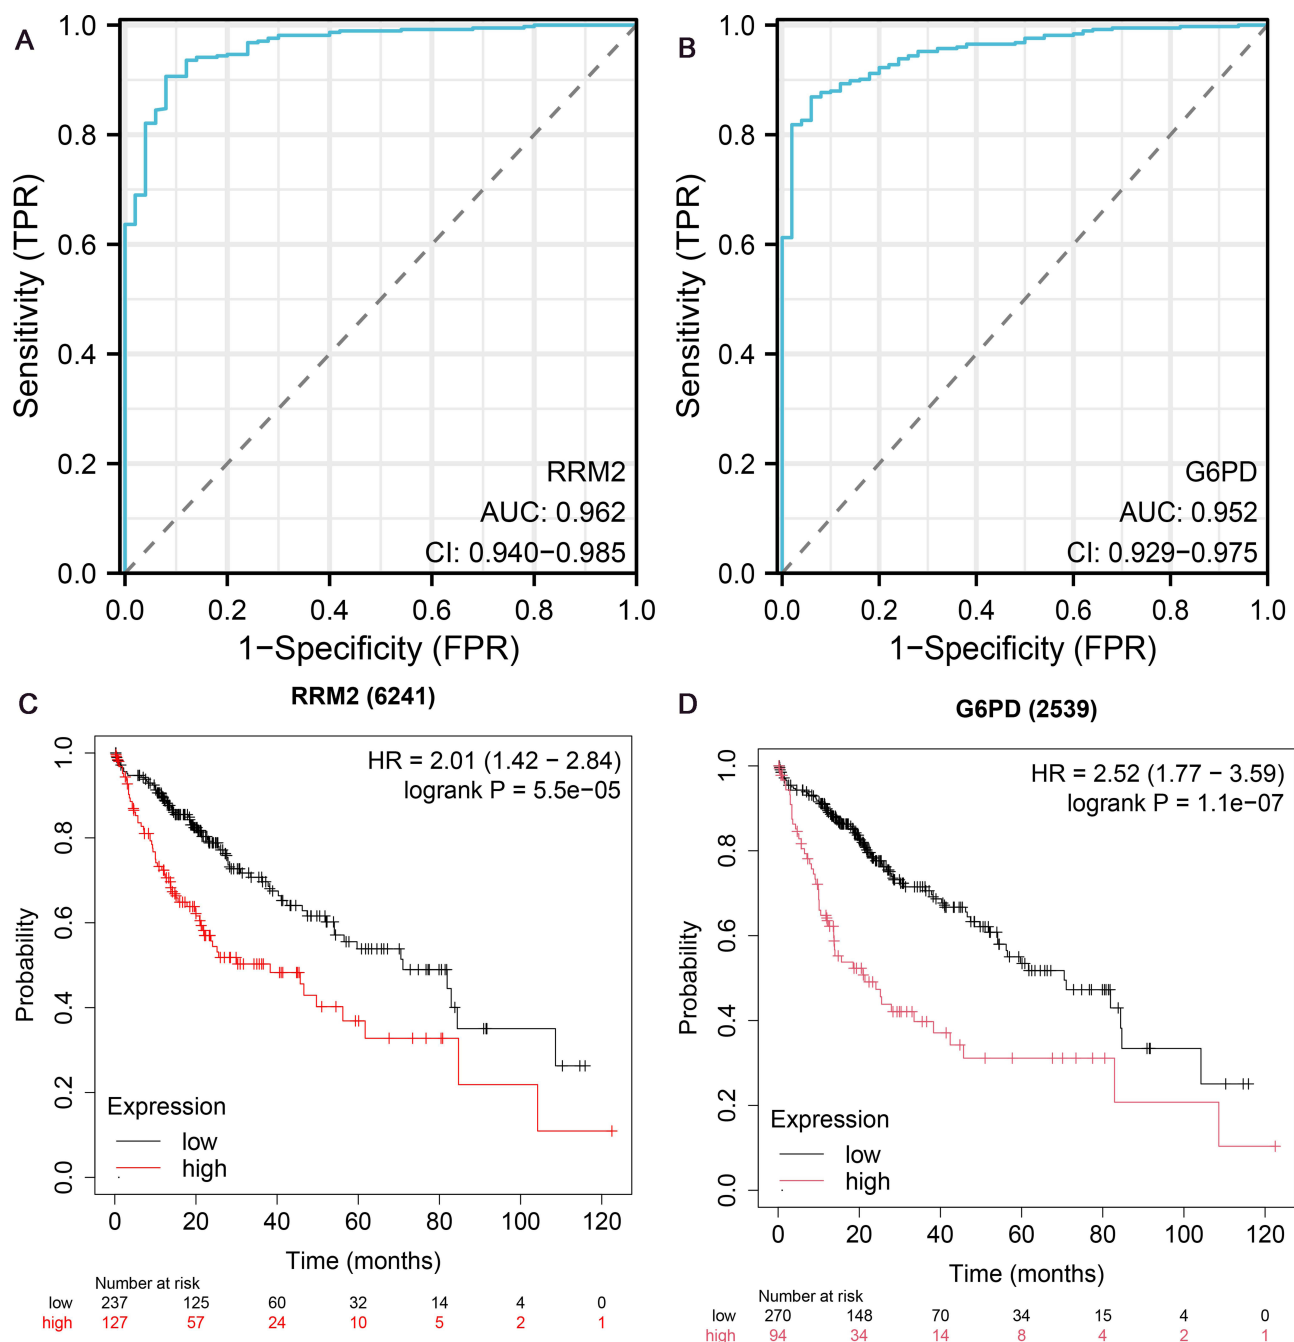 A
1.0
0.8
0.6
0.4
0.2
0.0
Sensitivity (TPR)
RRM2
AUC: 0.962
CI: 0.940−0.985
0.0 0.2 0.4 0.6 0.8 1.0
1−Specificity (FPR)
B
1.0
0.8
0.6
0.4
0.2
0.0
Sensitivity (TPR)
G6PD
AUC: 0.952
CI: 0.929−0.975
0.0 0.2 0.4 0.6 0.8 1.0
1−Specificity (FPR)
C
RRM2 (6241)
HR = 2.01 (1.42 − 2.84)
logrank P = 5.5e−05
1.0
0.8
0.6
0.4
0.2
0.0
Probability
Expression
low
high
0 20 40 60 80 100 120
Time (months)
Number at risk
low 237 125 60 32 14 4 0
high 127 57 24 10 5 2 1
D
G6PD (2539)
HR = 2.52 (1.77 − 3.59)
logrank P = 1.1e−07
1.0
0.8
0.6
0.4
0.2
0.0
Probability
Expression
low
high
0 20 40 60 80 100 120
Time (months)
Number at risk
low 270 148 70 34 15 4 0
high 94 34 14 8 4 2 1